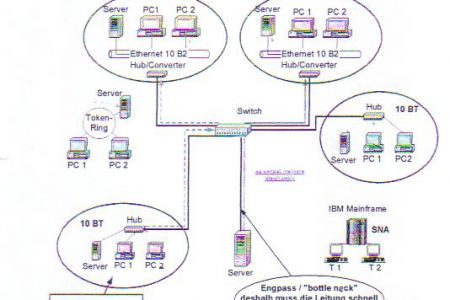 Server PC1 PC 2
Ethernet 10 B2
Hub/Converter
Server PC 1 PC 2
Ethernet 10 B2
Hub/Converter
Switch
Server
Token-
Ring
PC 1 PC 2
Hub 10 BT
Server PC 1 PC2
10 BT Hub
Server PC 1 PC 2
Server
IBM Mainframe
SNA
T 1 T 2
Engpass / "bottle neck"
deshalb muss die Leitung schnell